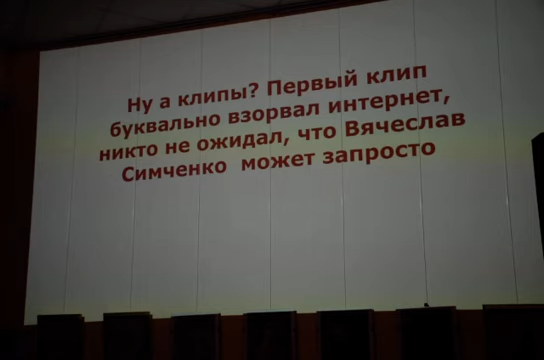 Ну а клипы? Первый клип
буквально взорвал интернет,
никто не ожидал, что Вячеслав
Симченко может запросто